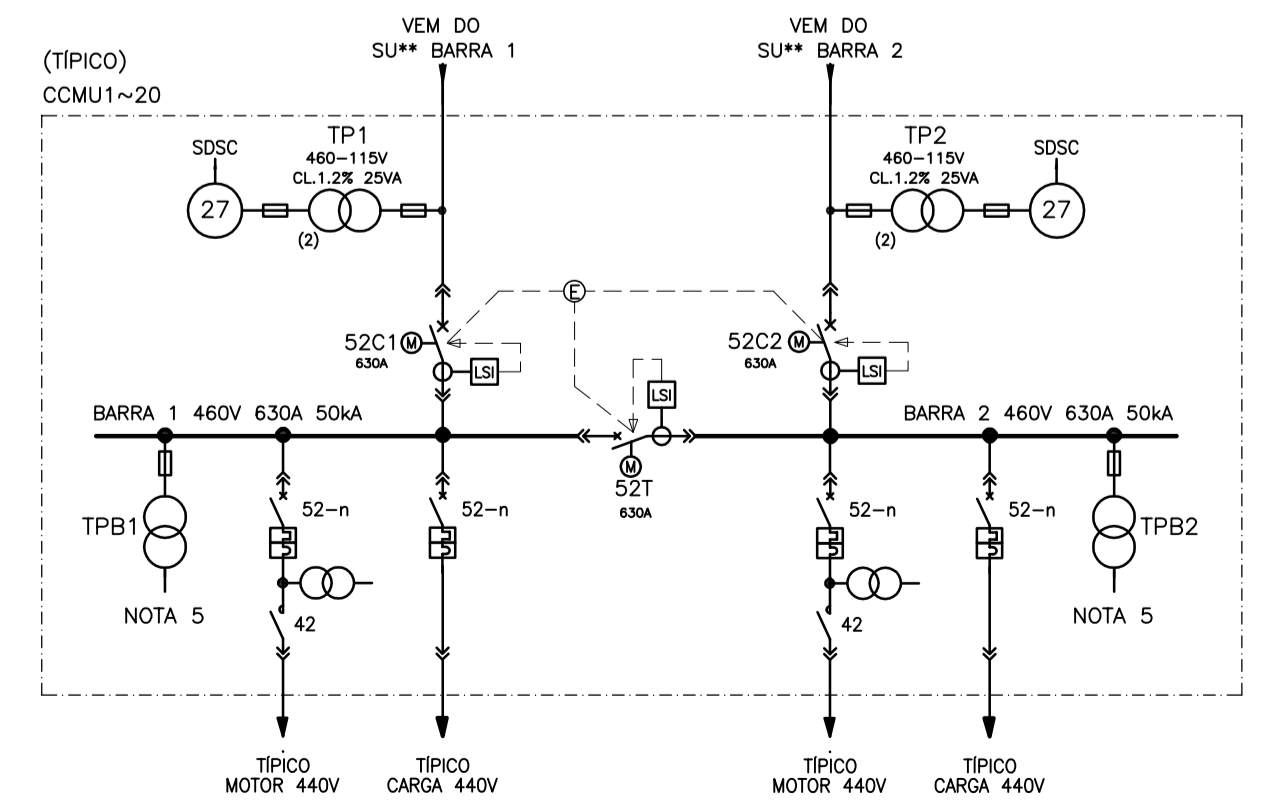 VEM DO
SU** BARRA 1
VEM DO
SU** BARRA 2
(TÍPICO)
CCMU1~20
SDSC
TP1
460-115V
CL.1.2% 25VA
27
(2)
TP2
460-115V
CL.1.2% 25VA
SDSC
27
(2)
E
52C1
630A
M
LSI
52C2
630A
M
LSI
LSI
M
52T
630A
BARRA 1 460V 630A 50kA
BARRA 2 460V 630A 50kA
TPB1
NOTA 5
52-n
42
52-n
52-n
42
52-n
TPB2
NOTA 5
TÍPICO
MOTOR 440V
TÍPICO
CARGA 440V
TÍPICO
MOTOR 440V
TÍPICO
CARGA 440V